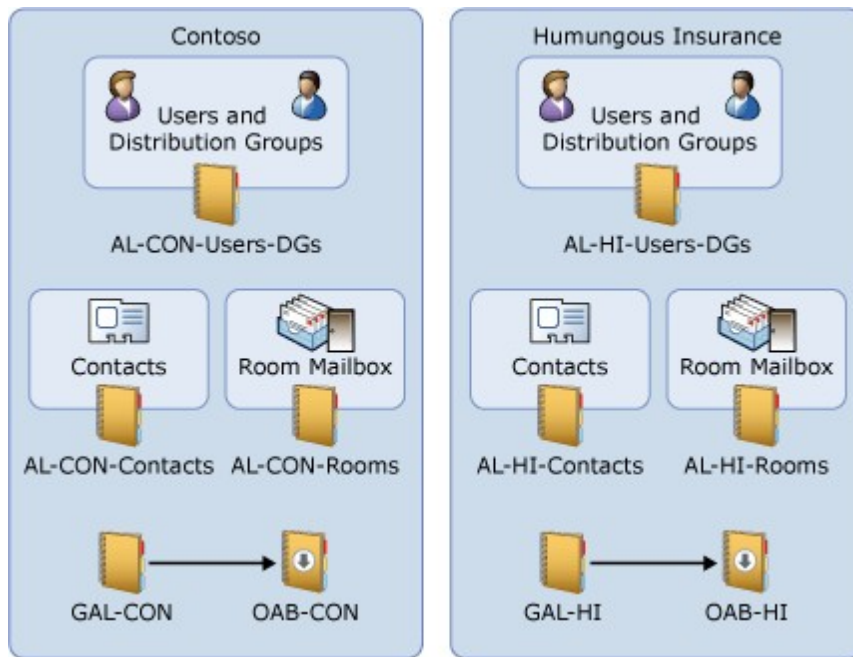 Contoso
Users and
Distribution Groups
AL-CON-Users-DGs
Contacts
Room Mailbox
AL-CON-Contacts
AL-CON-Rooms
GAL-CON
OAB-CON
Humungous Insurance
Users and
Distribution Groups
AL-HI-Users-DGs
Contacts
Room Mailbox
AL-HI-Contacts
AL-HI-Rooms
GAL-HI
OAB-HI